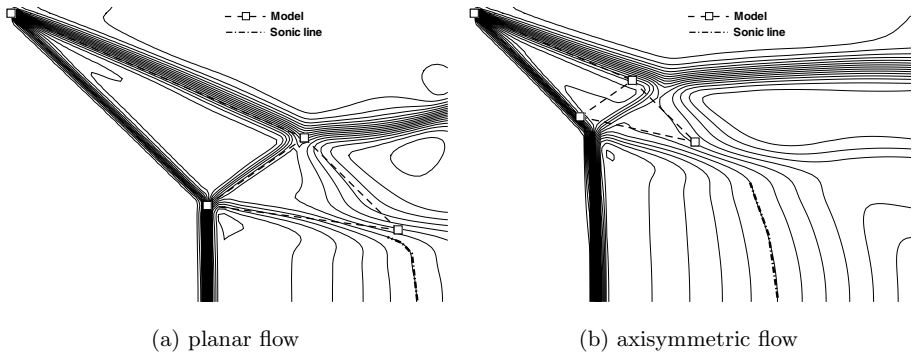 Model
Sonic line
Model
Sonic line
(a) planar flow
(b) axisymmetric flow